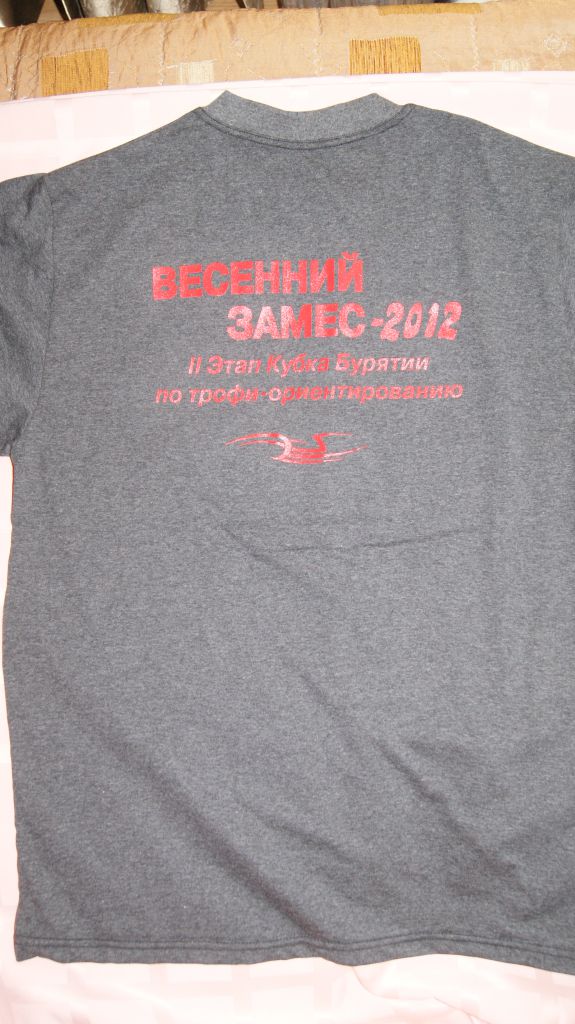 ВЕСЕННИЙ
ЗАМЕС-2012
II Этап Кубка Бурятии
по трофи-ориентированию